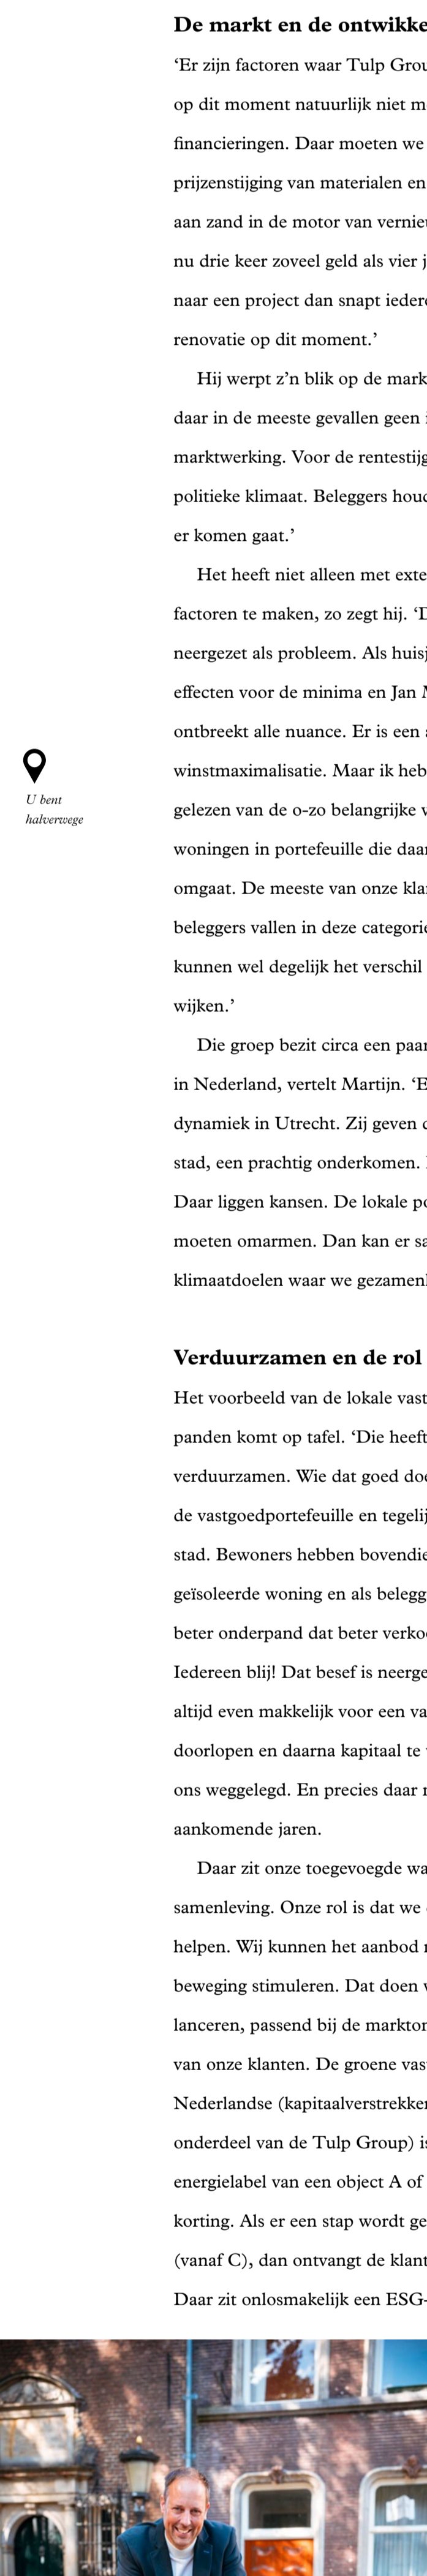 De markt en de ontwikke
‘Er zijn factoren waar Tulp Grou
op dit moment natuurlijk niet m
financieringen. Daar moeten we
prijzenstijging van materialen en
aan zand in de motor van vernie
nu drie keer zoveel geld als vier j
naar een project dan snapt ieder
renovatie op dit moment.’
Hij werpt z’n blik op de mark
daar in de meeste gevallen geen
marktwerking. Voor de rentestijg
politieke klimaat. Beleggers houd
er komen gaat.’
Het heeft niet alleen met exte
factoren te maken, zo zegt hij. ‘D
neergezet als probleem. Als huisj
effecten voor de minima en Jan M
ontbreekt alle nuance. Er is een a
winstmaximalisatie. Maar ik heb
U bent
halverwege
gelezen van de o-zo belangrijke v
woningen in portefeuille die daar
omgaat. De meeste van onze kla
beleggers vallen in deze categorie
kunnen wel degelijk het verschil
wijken.’
Die groep bezit circa een paar
in Nederland, vertelt Martijn. ‘E
dynamiek in Utrecht. Zij geven d
stad, een prachtig onderkomen.
Daar liggen kansen. De lokale po
moeten omarmen. Dan kan er sa
klimaatdoelen waar we gezamenl
Verduurzamen en de rol
Het voorbeeld van de lokale vast
panden komt op tafel. ‘Die heeft
verduurzamen. Wie dat goed doe
de vastgoedportefeuille en tegelij
stad. Bewoners hebben bovendie
geïsoleerde woning en als belegg
beter onderpand dat beter verko
Iedereen blij! Dat besef is neerge
altijd even makkelijk voor een va
doorlopen en daarna kapitaal te
ons weggelegd. En precies daar
aankomende jaren.
Daar zit onze toegevoegde wa
samenleving. Onze rol is dat we
helpen. Wij kunnen het aanbod
beweging stimuleren. Dat doen
lanceren, passend bij de markto
van onze klanten. De groene vas
Nederlandse (kapitaalverstrekker
onderdeel van de Tulp Group) is
energielabel van een object A of
korting. Als er een stap wordt ge
(vanaf C), dan ontvangt de klant
Daar zit onlosmakelijk een ESG-